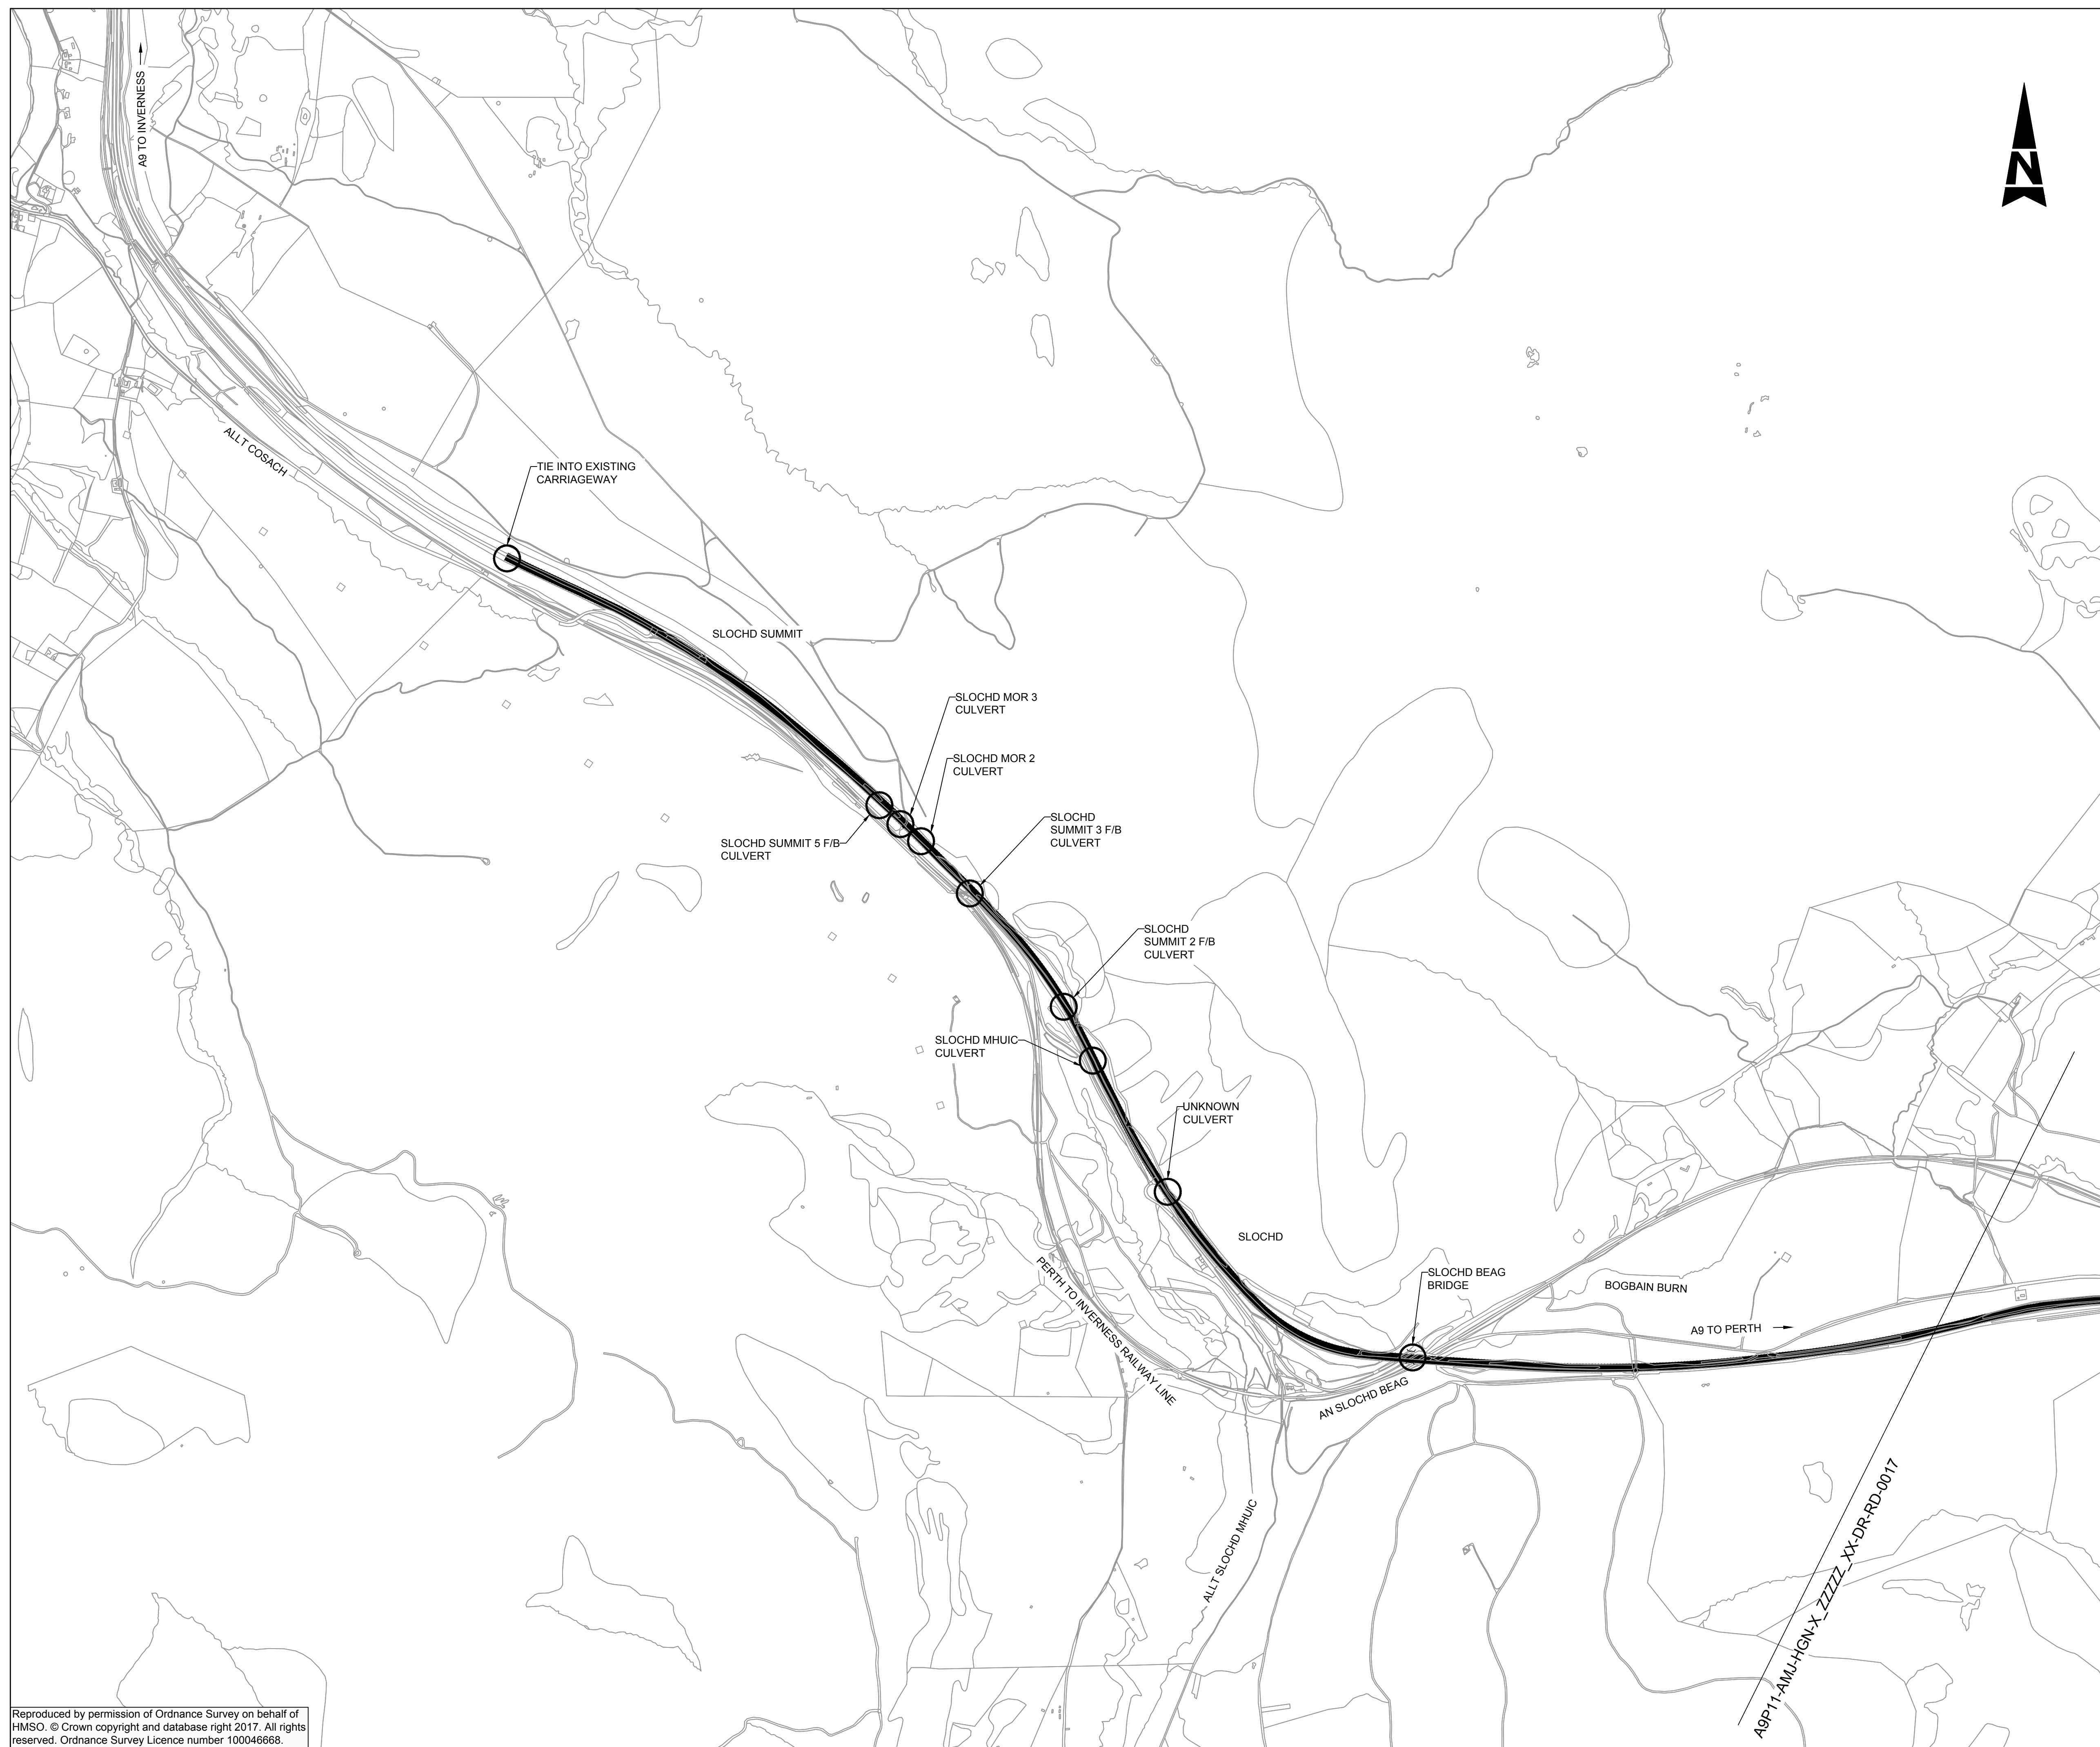 A9 TO INVERNESS
N
ALLT COSACH
TIE INTO EXISTING
CARRIAGEWAY
SLOCHD SUMMIT
SLOCHD MOR 3
CULVERT
SLOCHD MOR 2
CULVERT
SLOCHD SUMMIT 5 F/B
CULVERT
SLOCHD
SUMMIT 3 F/B
CULVERT
SLOCHD
SUMMIT 2 F/B
CULVERT
SLOCHD MHUIC
CULVERT
UNKNOWN
CULVERT
SLOCHD
SLOCHD BEAG
BRIDGE
BOGBAIN BURN
A9 TO PERTH
PERTH TO INVERNESS RAILWAY LINE
AN SLOCHD BEAG
ALLT SLOCHD MHUIC
A9P11-AMJ-HGN-X_ZZZZZ_XX-DR-RD-0017
Reproduced by permission of Ordnance Survey on behalf of
HMSO. © Crown copyright and database right 2017. All rights
reserved. Ordnance Survey Licence number 100046668.